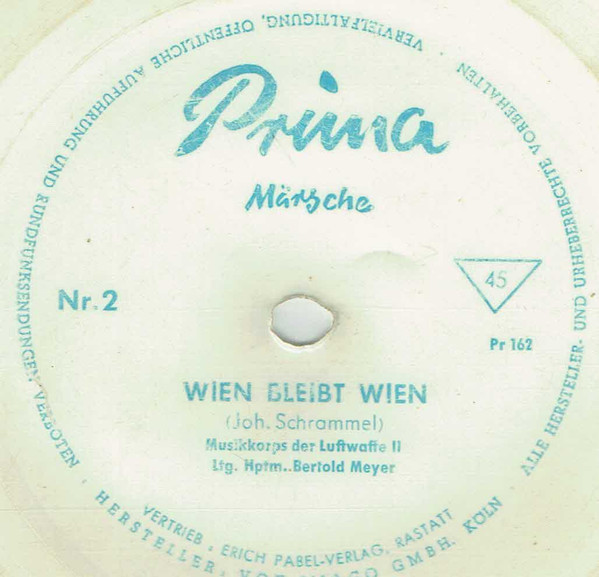 Prima
Märsche
Nr. 2
45
Pr 162
WIEN BLEIBT WIEN
(Joh. Schrammel)
Musikkorps der Luftwaffe II
Ltg. Hptm..Bertold Meyer
VERTRIEB : ERICH PABEL-VERLAG, RASTATT
HERSTELLER: GMBH. KÖLN · ALLE HERSTELLER- UND URHEBERRECHTE VORBEHALTEN · VERVIELFÄLTIGUNG, ÖFFENTLICHE AUFFÜHRUNG UND RUNDFUNKSENDUNGEN VERBOTEN ·